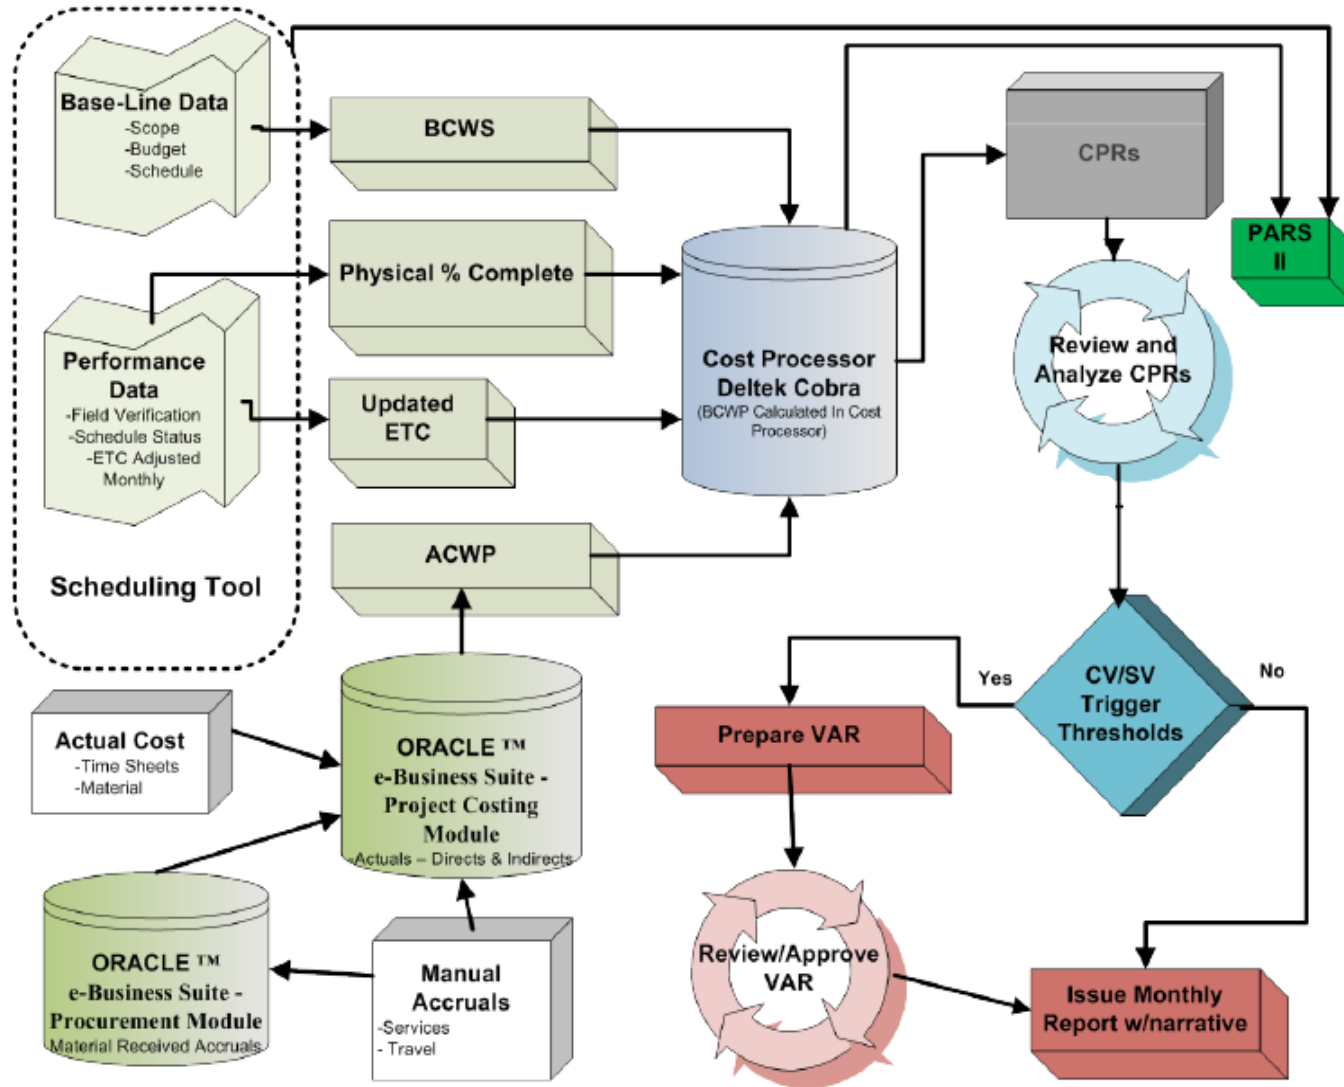 Base-Line Data
-Scope
-Budget
-Schedule
BCWS
Physical % Complete
Performance
Data
-Field Verification
-Schedule Status
-ETC Adjusted
Monthly
Updated
ETC
ACWP
Scheduling Tool
Cost Processor
Deltek Cobra
(BCWP Calculated In Cost
Processor)
CPRs
PARS
II
Review and
Analyze CPRs
CV/SV
Trigger
Thresholds
Yes
No
Prepare VAR
Review/Approve
VAR
Issue Monthly
Report w/narrative
Actual Cost
-Time Sheets
-Material
ORACLE ™
e-Business Suite -
Project Costing
Module
-Actuals – Directs & Indirects
ORACLE ™
e-Business Suite -
Procurement Module
Material Received Accruals
Manual
Accruals
-Services
- Travel